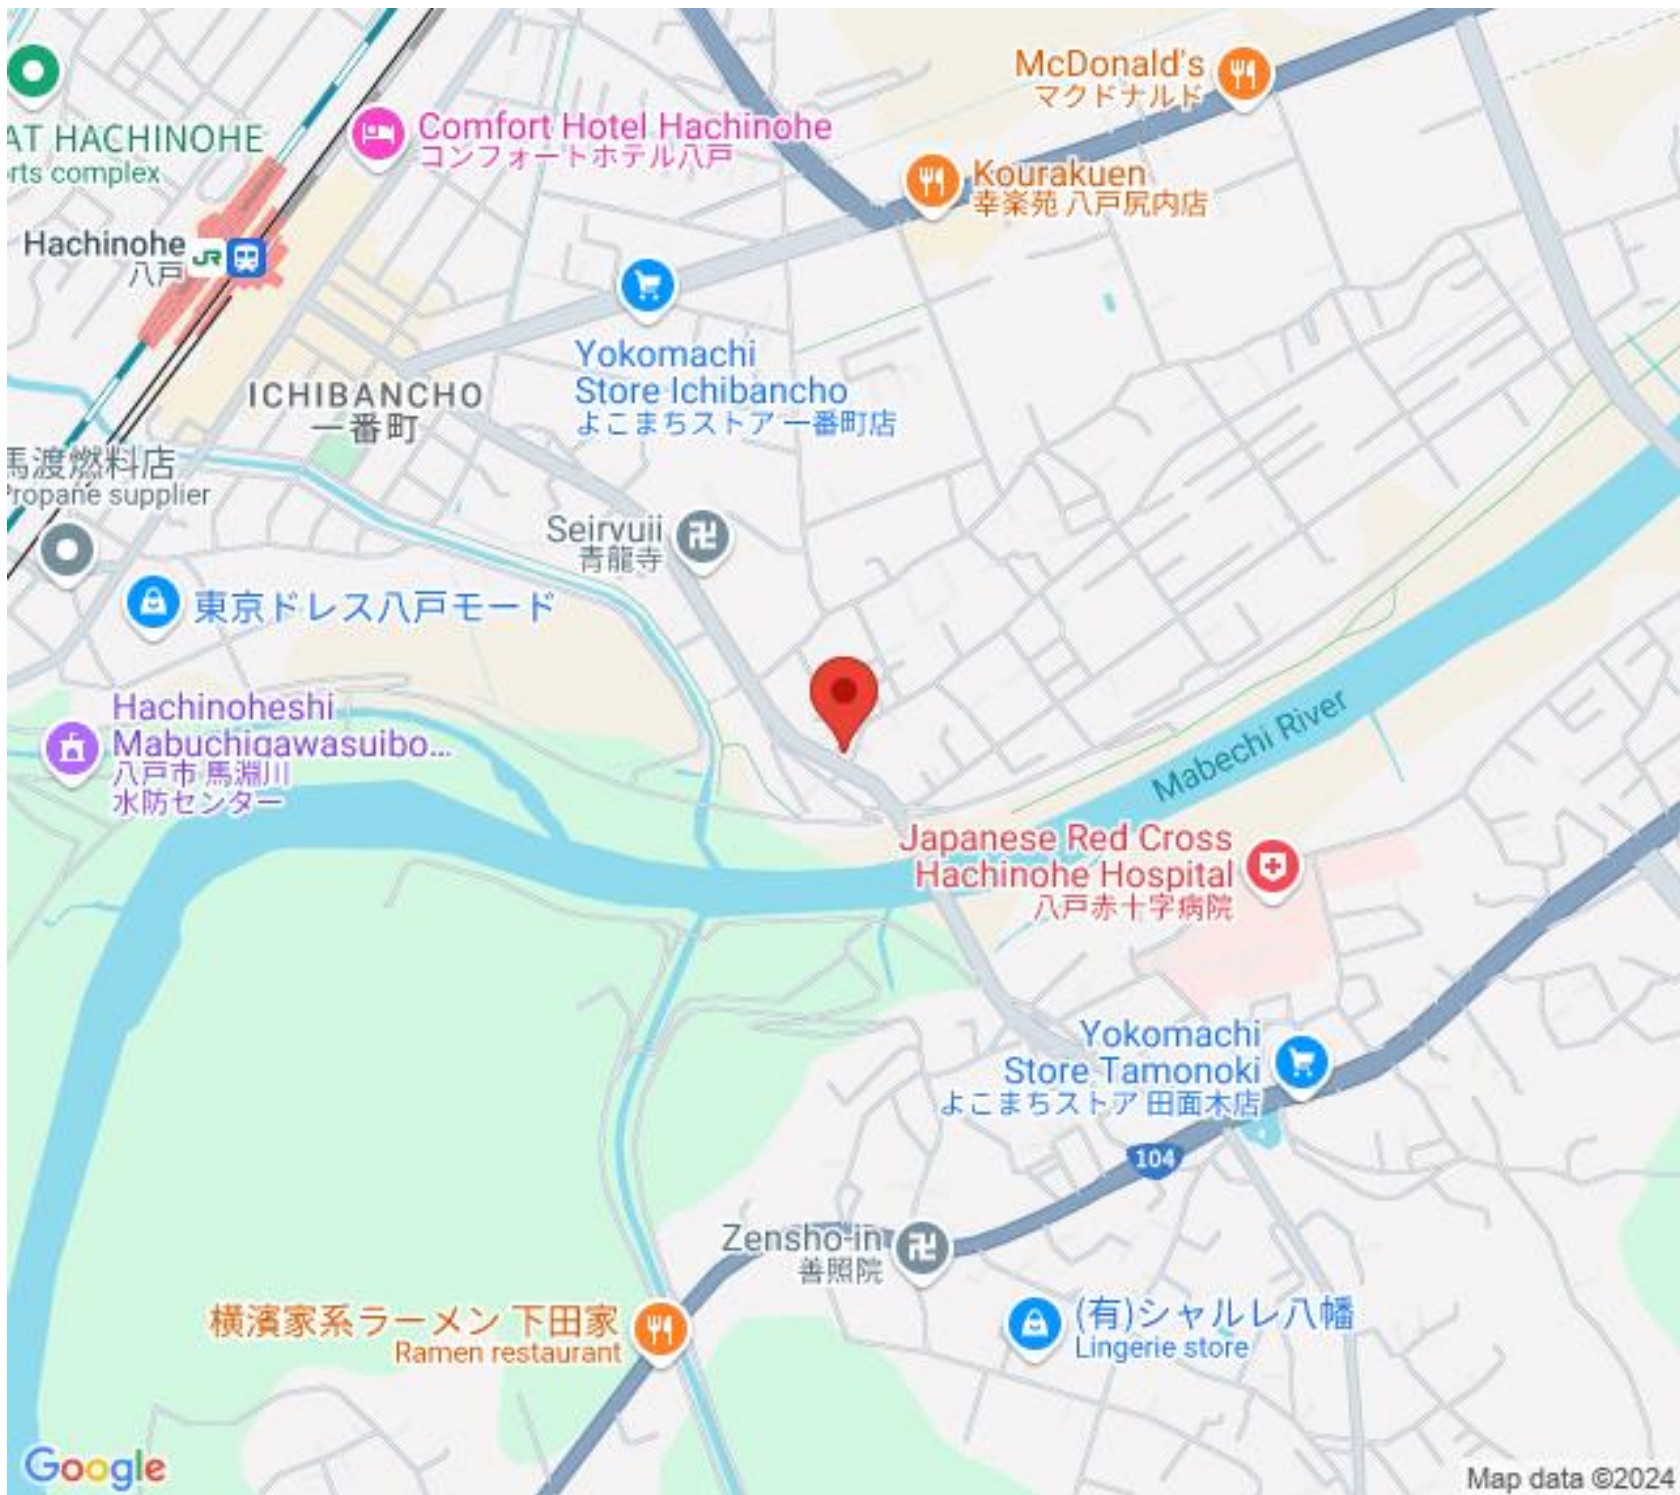 McDonald's
マクドナルド
AT HACHINOHE
orts complex
Comfort Hotel Hachinohe
コンフォートホテル八戸
Kourakuen
幸楽苑 八戸尻内店
Hachinohe
八戸
JR
Yokomachi
Store Ichibancho
よこまちストア 一番町店
ICHIBANCHO
一番町
馬渡燃料店
Propane supplier
Seiryuji
青龍寺
東京ドレス八戸モード
Hachinoheshi
Mabuchigawasuibo...
八戸市 馬淵川
水防センター
Mabechi River
Japanese Red Cross
Hachinohe Hospital
八戸赤十字病院
Yokomachi
Store Tamonoki
よこまちストア 田面木店
104
Zensho-in
善照院
横濱家系ラーメン 下田家
Ramen restaurant
(有)シャルレ八幡
Lingerie store
Google
Map data ©2024